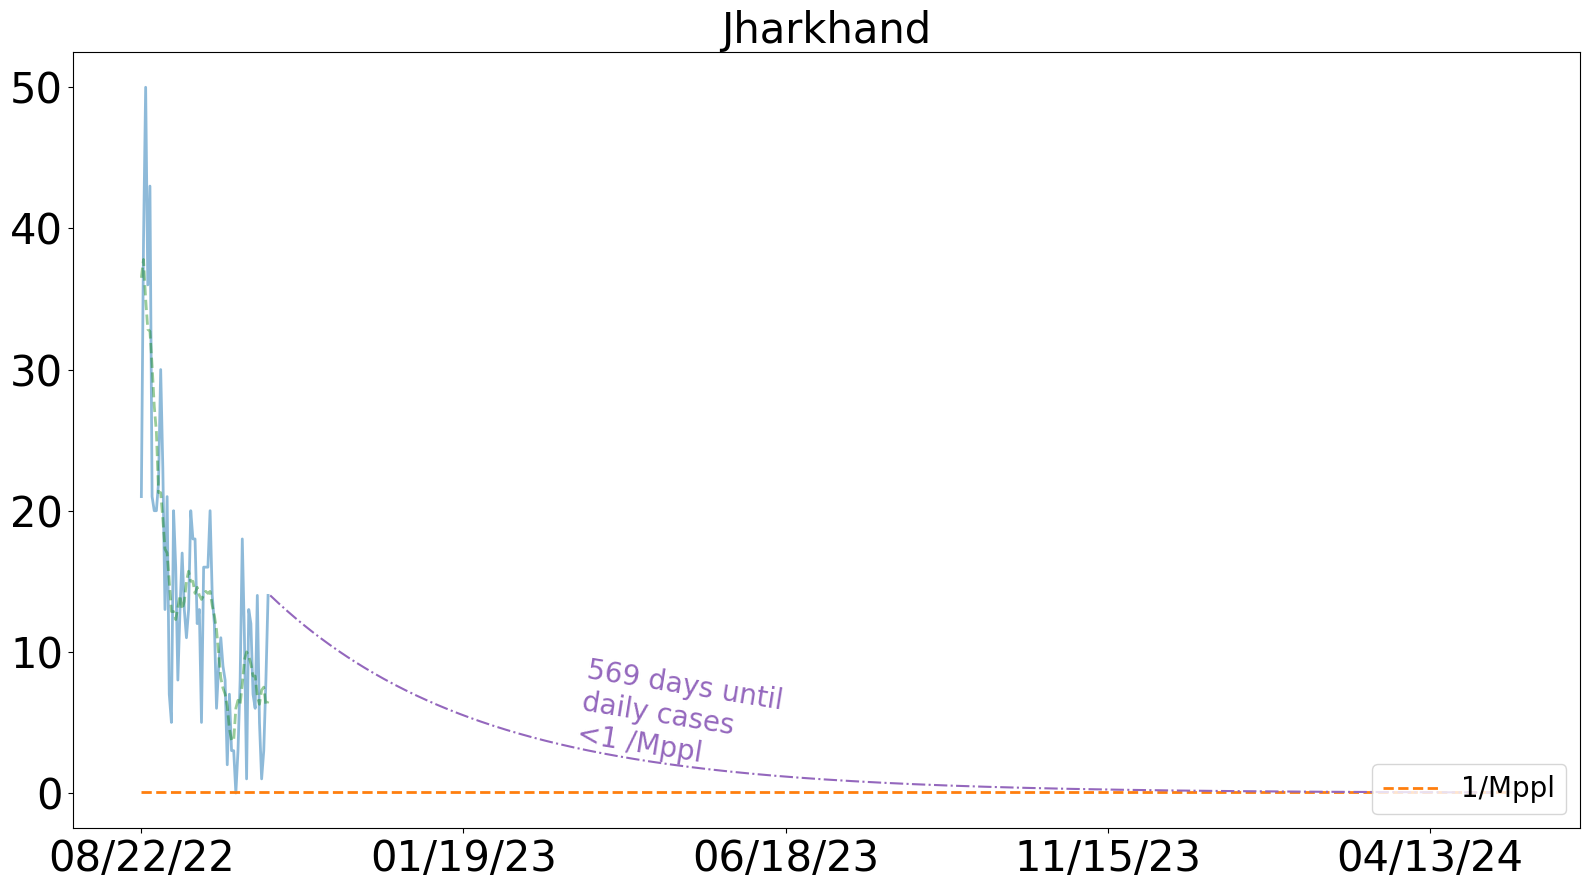 Jharkhand
50
40
30
20
10
0
569 days until
daily cases
<1 /Mppl
1/Mppl
08/22/22
01/19/23
06/18/23
11/15/23
04/13/24